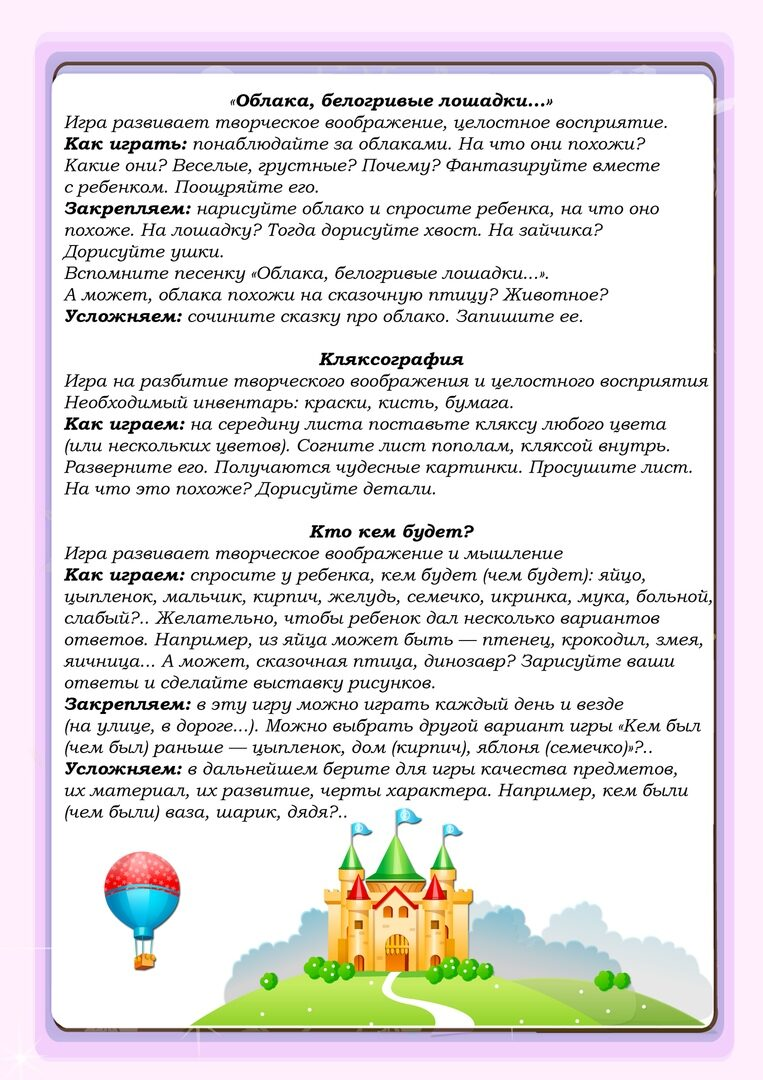 «Облака, белогривые лошадки...»
Игра развивает творческое воображение, целостное восприятие.
Как играть: понаблюдайте за облаками. На что они похожи?
Какие они? Веселые, грустные? Почему? Фантазируйте вместе
с ребенком. Поощряйте его.
Закрепляем: нарисуйте облако и спросите ребенка, на что оно
похоже. На лошадку? Тогда дорисуйте хвост. На зайчика?
Дорисуйте ушки.
Вспомните песенку «Облака, белогривые лошадки...».
А может, облака похожи на сказочную птицу? Животное?
Усложняем: сочините сказку про облако. Запишите ее.
Кляксография
Игра на разбитие творческого воображения и целостного восприятия
Необходимый инвентарь: краски, кисть, бумага.
Как играем: на середину листа поставьте кляксу любого цвета
(или нескольких цветов). Согните лист пополам, кляксой внутрь.
Разверните его. Получаются чудесные картинки. Просушите лист.
На что это похоже? Дорисуйте детали.
Кто кем будет?
Игра развивает творческое воображение и мышление
Как играем: спросите у ребенка, кем будет (чем будет): яйцо,
цыпленок, мальчик, кирпич, желудь, семечко, икринка, мука, больной,
слабый?.. Желательно, чтобы ребенок дал несколько вариантов
ответов. Например, из яйца может быть — птенец, крокодил, змея,
яичница... А может, сказочная птица, динозавр? Зарисуйте ваши
ответы и сделайте выставку рисунков.
Закрепляем: в эту игру можно играть каждый день и везде
(на улице, в дороге...). Можно выбрать другой вариант игры «Кем был
(чем был) раньше — цыпленок, дом (кирпич), яблоня (семечко)»?..
Усложняем: в дальнейшем берите для игры качества предметов,
их материал, их развитие, черты характера. Например, кем были
(чем были) ваза, шарик, дядя?..